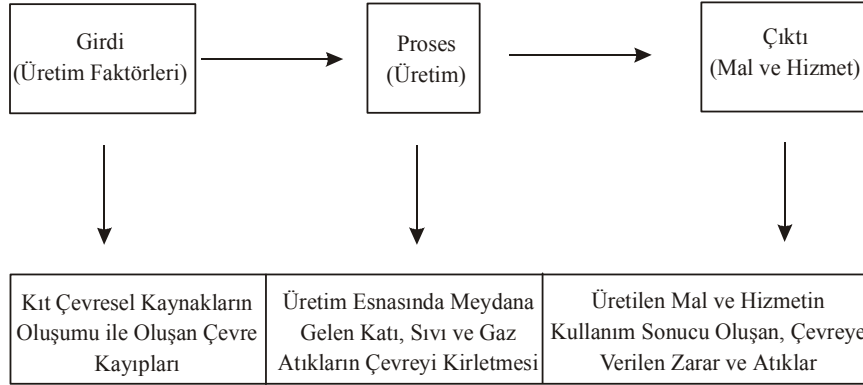 Girdi
(Üretim Faktörleri)
Proses
(Üretim)
Çıktı
(Mal ve Hizmet)
Kıt Çevresel Kaynakların
Oluşumu ile Oluşan Çevre
Kayıpları
Üretim Esnasında Meydana
Gelen Katı, Sıvı ve Gaz
Atıkların Çevreyi Kirletmesi
Üretilen Mal ve Hizmetin
Kullanım Sonucu Oluşan, Çevreye
Verilen Zarar ve Atıklar